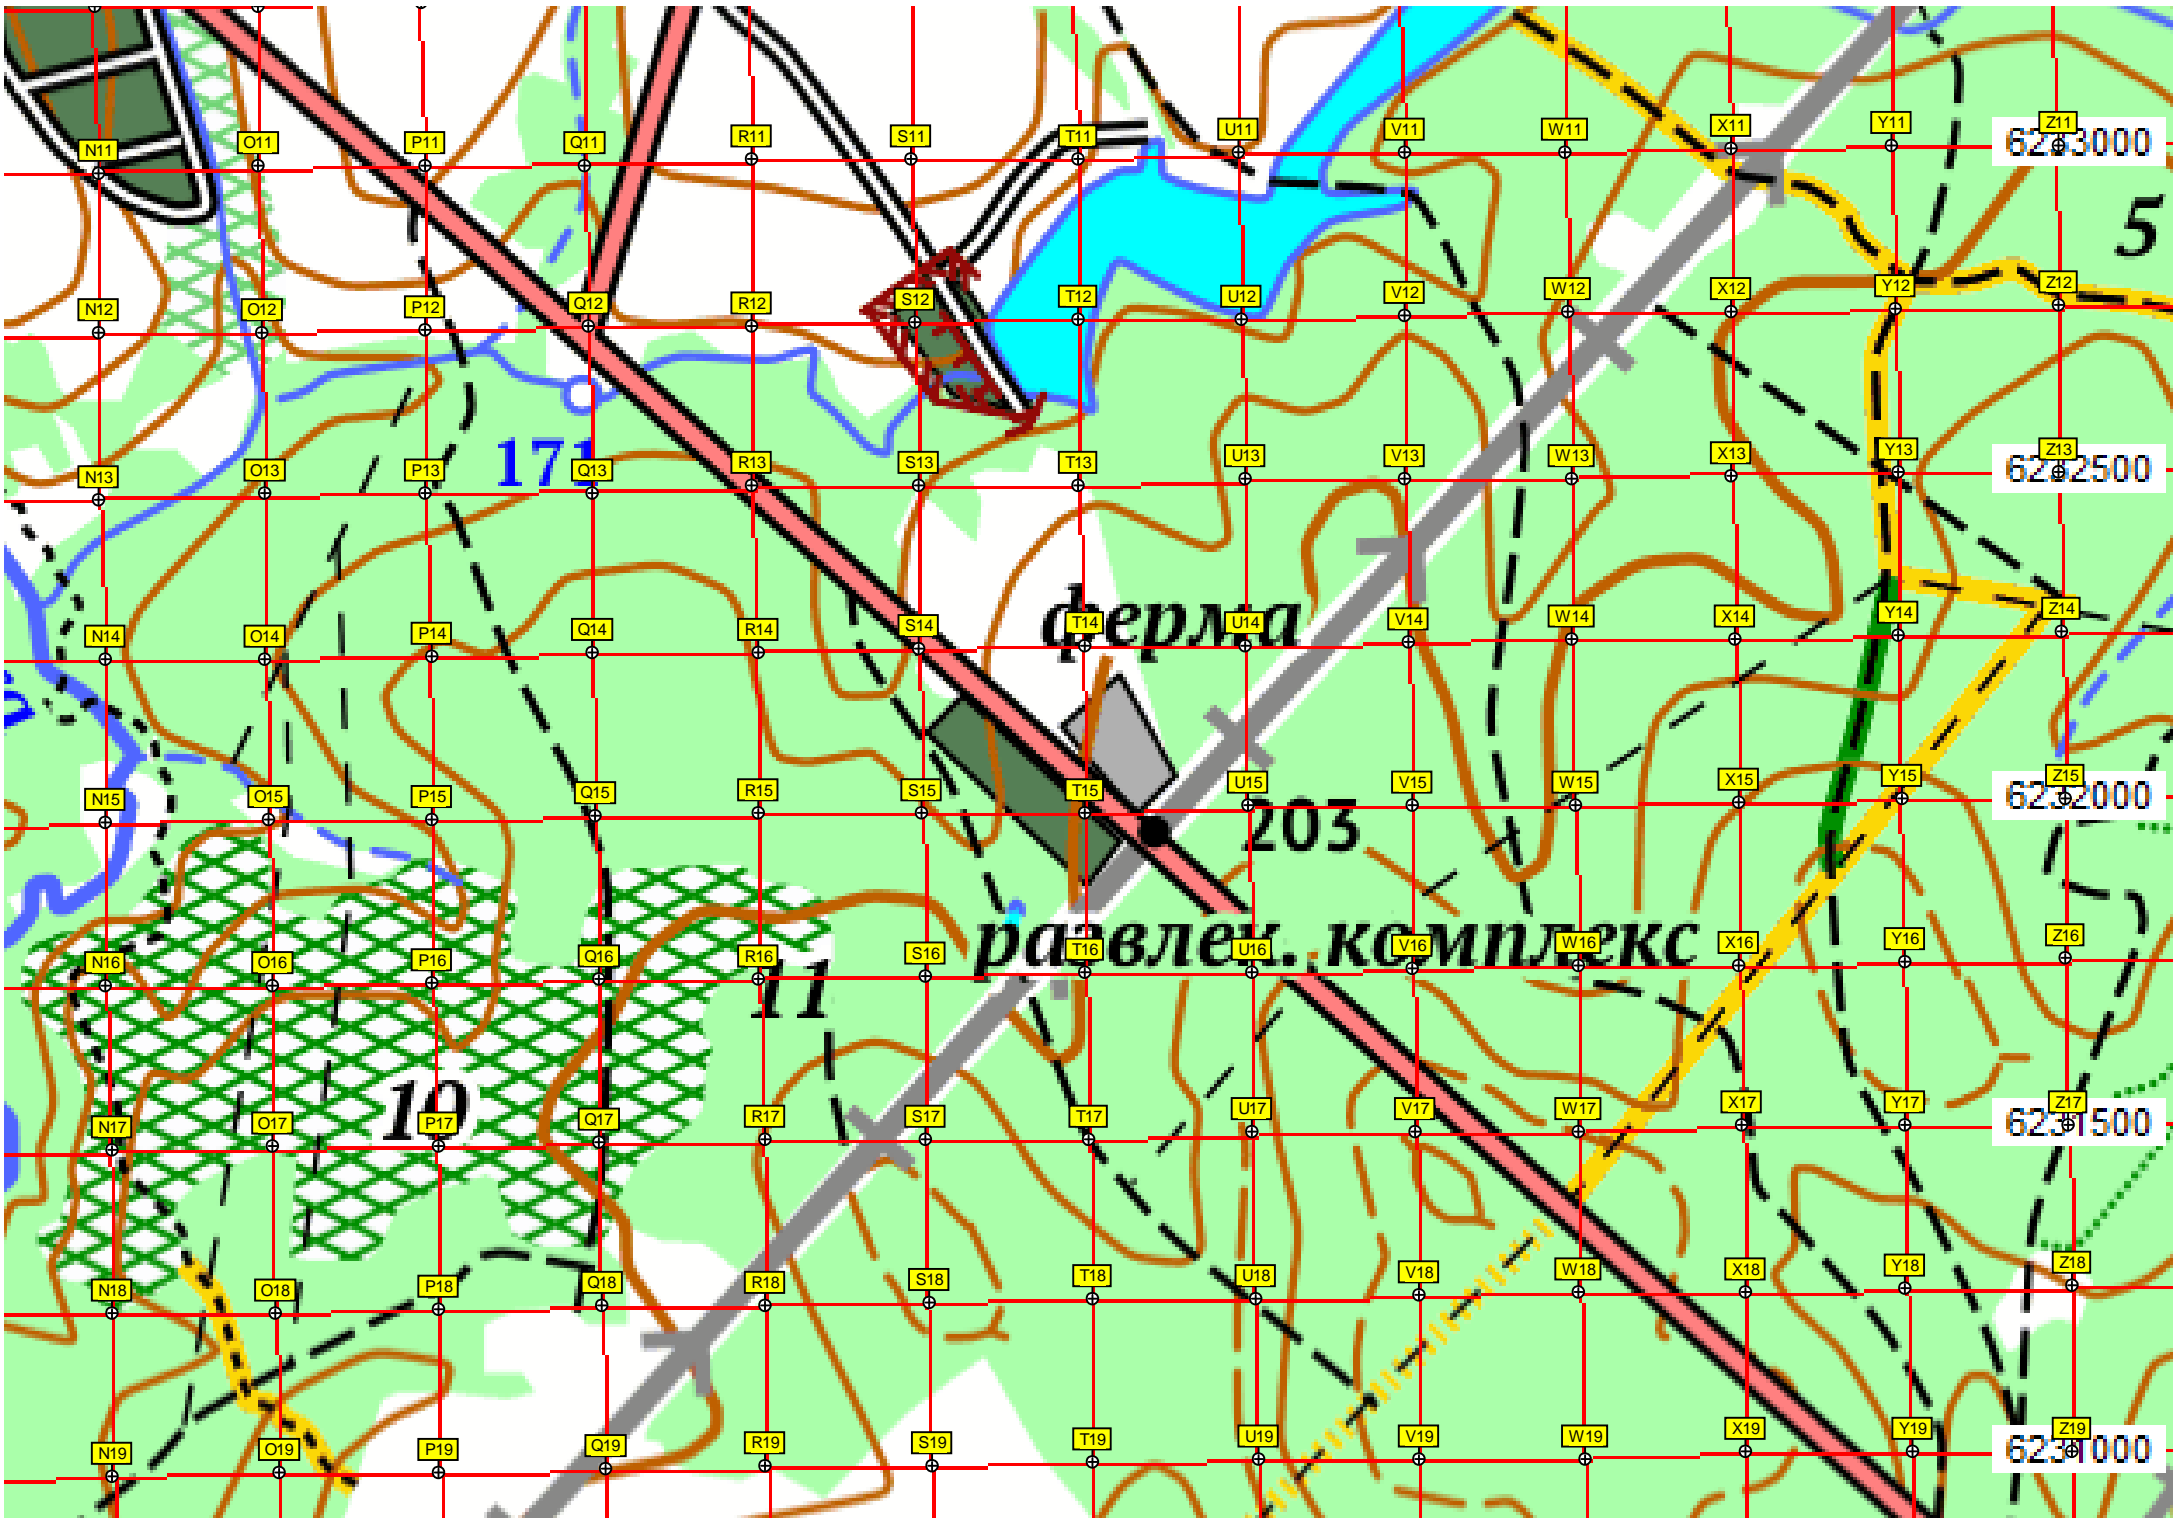 N11 O11 P11 Q11 R11 S11 T11 U11 V11 W11 X11 Y11 Z11
6233000
5
N12 O12 P12 Q12 R12 S12 T12 U12 V12 W12 X12 Y12 Z12
171
N13 O13 P13 Q13 R13 S13 T13 U13 V13 W13 X13 Y13 Z13
6232500
ферма
N14 O14 P14 Q14 R14 S14 T14 U14 V14 W14 X14 Y14 Z14
N15 O15 P15 Q15 R15 S15 T15 U15 V15 W15 X15 Y15 Z15
6232000
203
развлек. комплекс
N16 O16 P16 Q16 R16 S16 T16 U16 V16 W16 X16 Y16 Z16
11
10
N17 O17 P17 Q17 R17 S17 T17 U17 V17 W17 X17 Y17 Z17
6231500
N18 O18 P18 Q18 R18 S18 T18 U18 V18 W18 X18 Y18 Z18
N19 O19 P19 Q19 R19 S19 T19 U19 V19 W19 X19 Y19 Z19
6231000